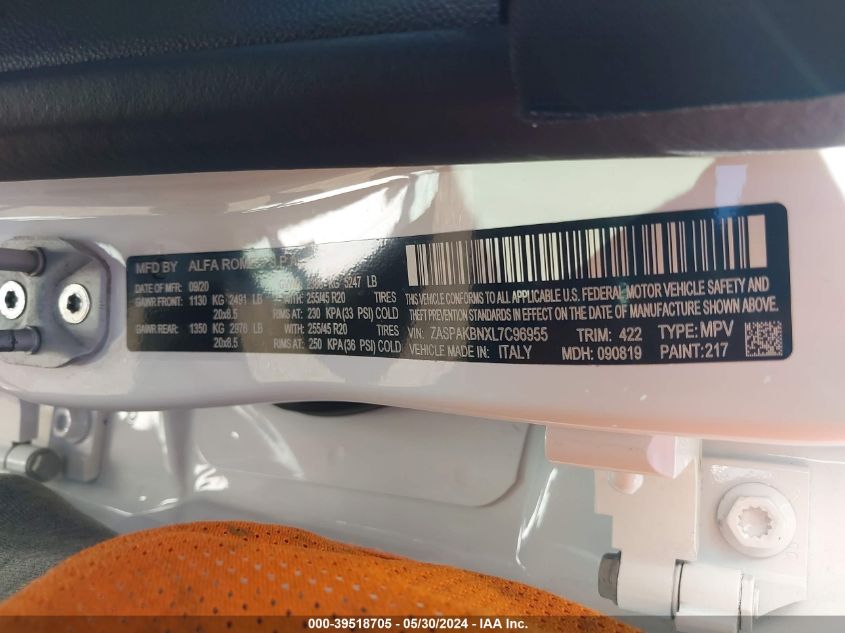 MFD BY ALFA ROMEO
DATE OF MFR: 09/20 KG 5247 LB
GAWR FRONT: 1130 KG 2491 LB WITH: 255/45 R20 TIRES
20x8.5 RIMS AT: 230 KPA(33 PSI) COLD
GAWR REAR: 1350 KG 2976 LB WITH: 255/45 R20 TIRES
20x8.5 RIMS AT: 250 KPA(36 PSI) COLD
THIS VEHICLE CONFORMS TO ALL APPLICABLE U.S. FEDERAL MOTOR VEHICLE SAFETY AND
THEFT PREVENTION STANDARDS IN EFFECT ON THE DATE OF MANUFACTURE SHOWN ABOVE.
VIN: ZASPAKBNXL7C96955 TRIM: 422 TYPE: MPV
VEHICLE MADE IN: ITALY MDH: 090819 PAINT: 217
000-39518705 - 05/30/2024 - IAA Inc.